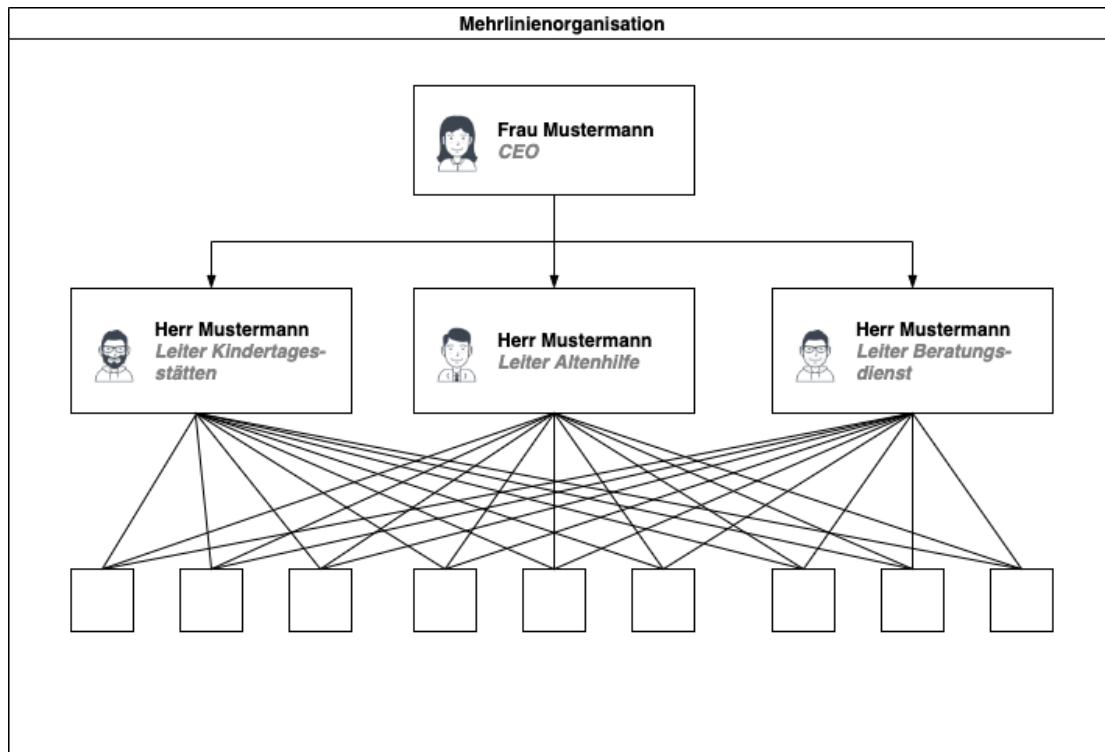 Mehrlinienorganisation
Frau Mustermann
CEO
Herr Mustermann
Leiter Kindertages-
stätten
Herr Mustermann
Leiter Altenhilfe
Herr Mustermann
Leiter Beratungs-
dienst